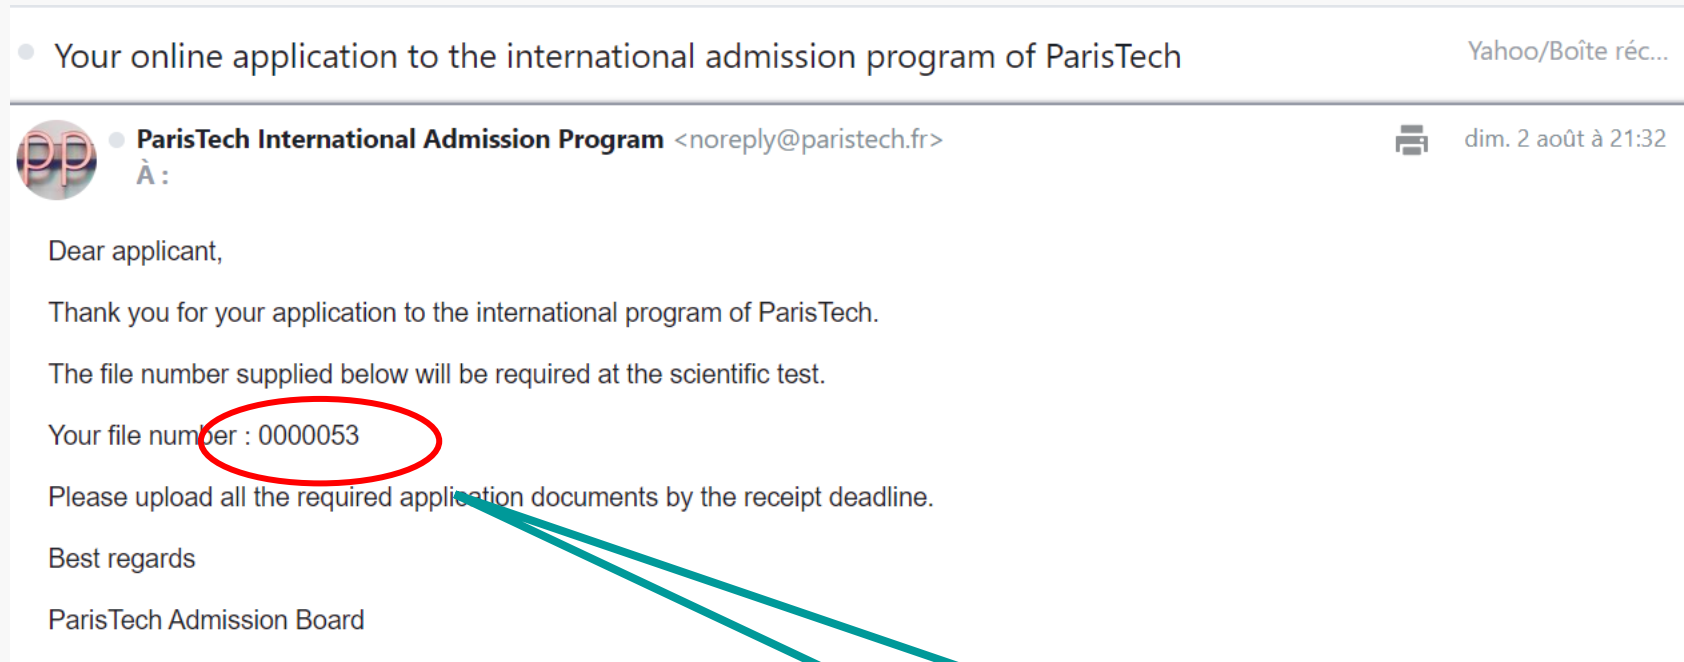 Your online application to the international admission program of ParisTech
Yahoo/Boîte réc...
PP
ParisTech International Admission Program <noreply@paristech.fr>
dim. 2 août à 21:32
À :
Dear applicant,
Thank you for your application to the international program of ParisTech.
The file number supplied below will be required at the scientific test.
Your file number : 0000053
Please upload all the required application documents by the receipt deadline.
Best regards
ParisTech Admission Board